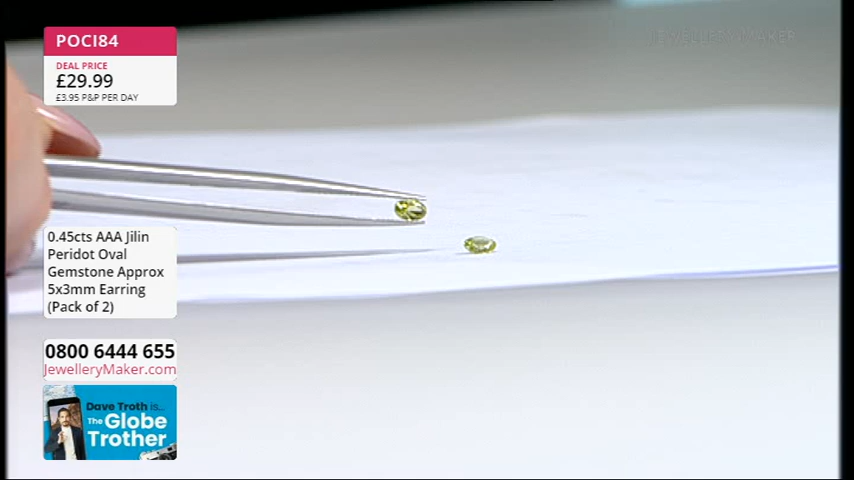 POCI84
DEAL PRICE
£29.99
£3.95 P&P PER DAY
JEWELLERYMAKER
0.45cts AAA Jilin
Peridot Oval
Gemstone Approx
5x3mm Earring
(Pack of 2)
0800 6444 655
JewelleryMaker.com
Dave Troth is...
The Globe
Trother